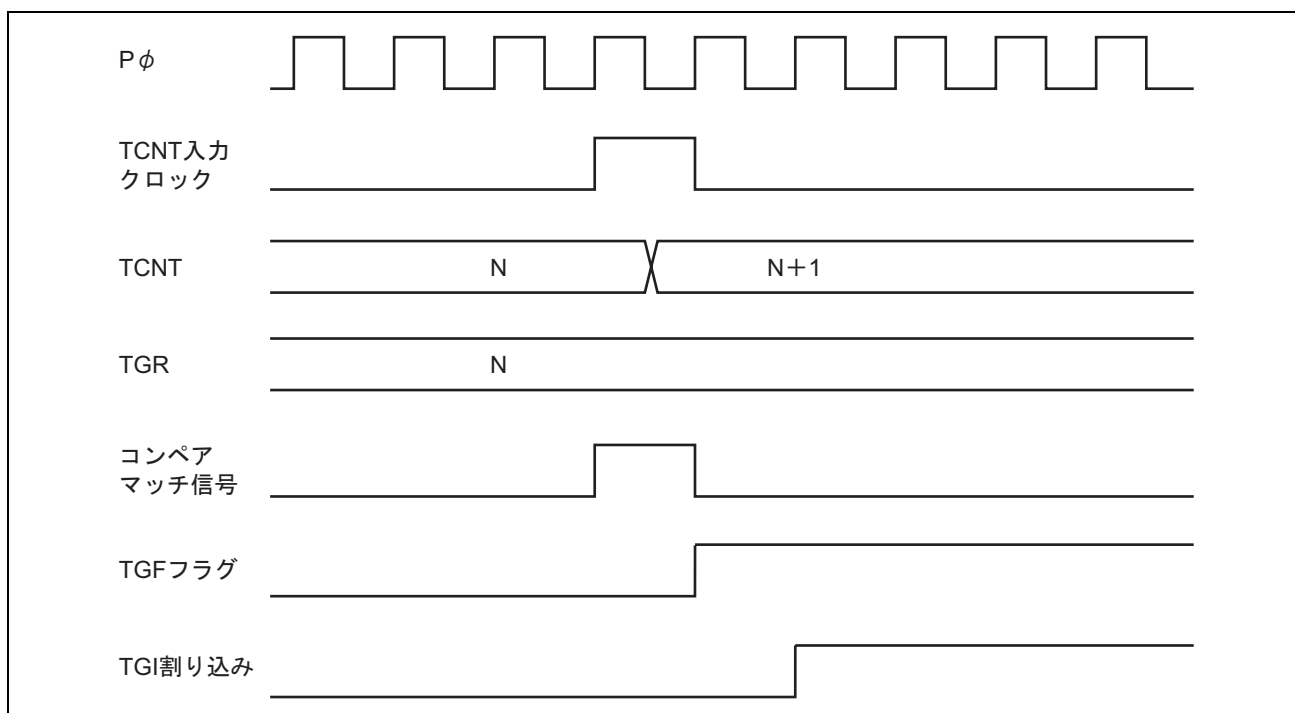 Pφ
TCNT入力
クロック
TCNT
N
N+1
TGR
N
コンペア
マッチ信号
TGFフラグ
TGI割り込み